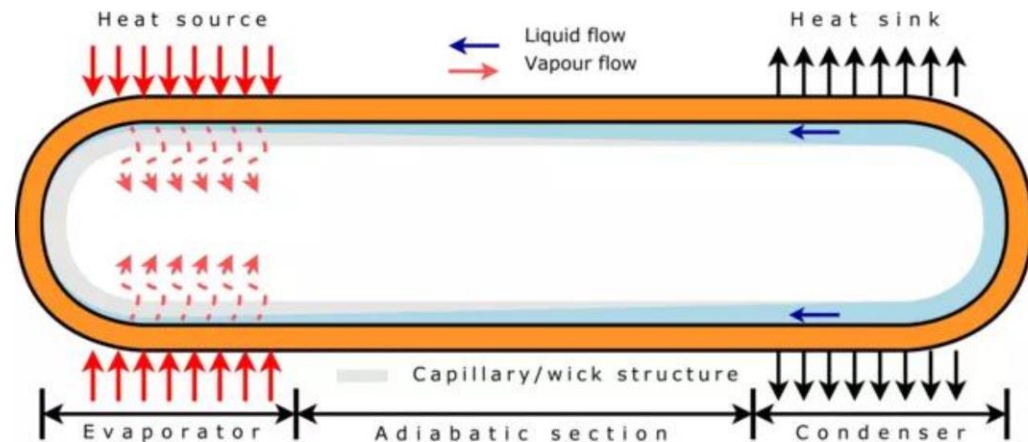 Heat source
Heat sink
Liquid flow
Vapour flow
Capillary/wick structure
Evaporator
Adiabatic section
Condenser